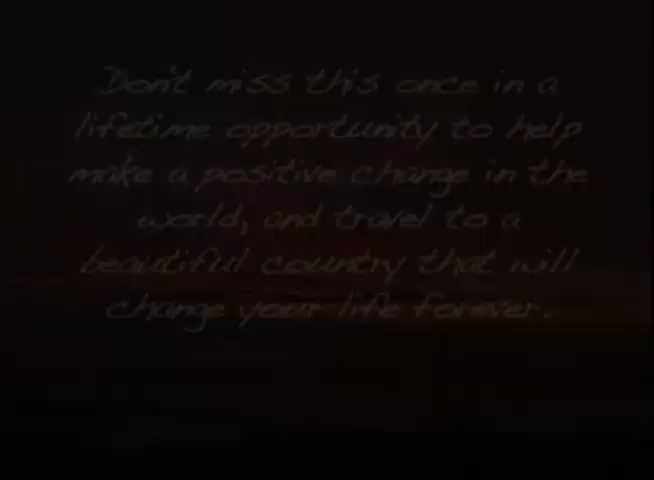 Don't miss this once in a
lifetime opportunity to help
make a positive change in the
world, and travel to a
beautiful country that will
change your life forever.